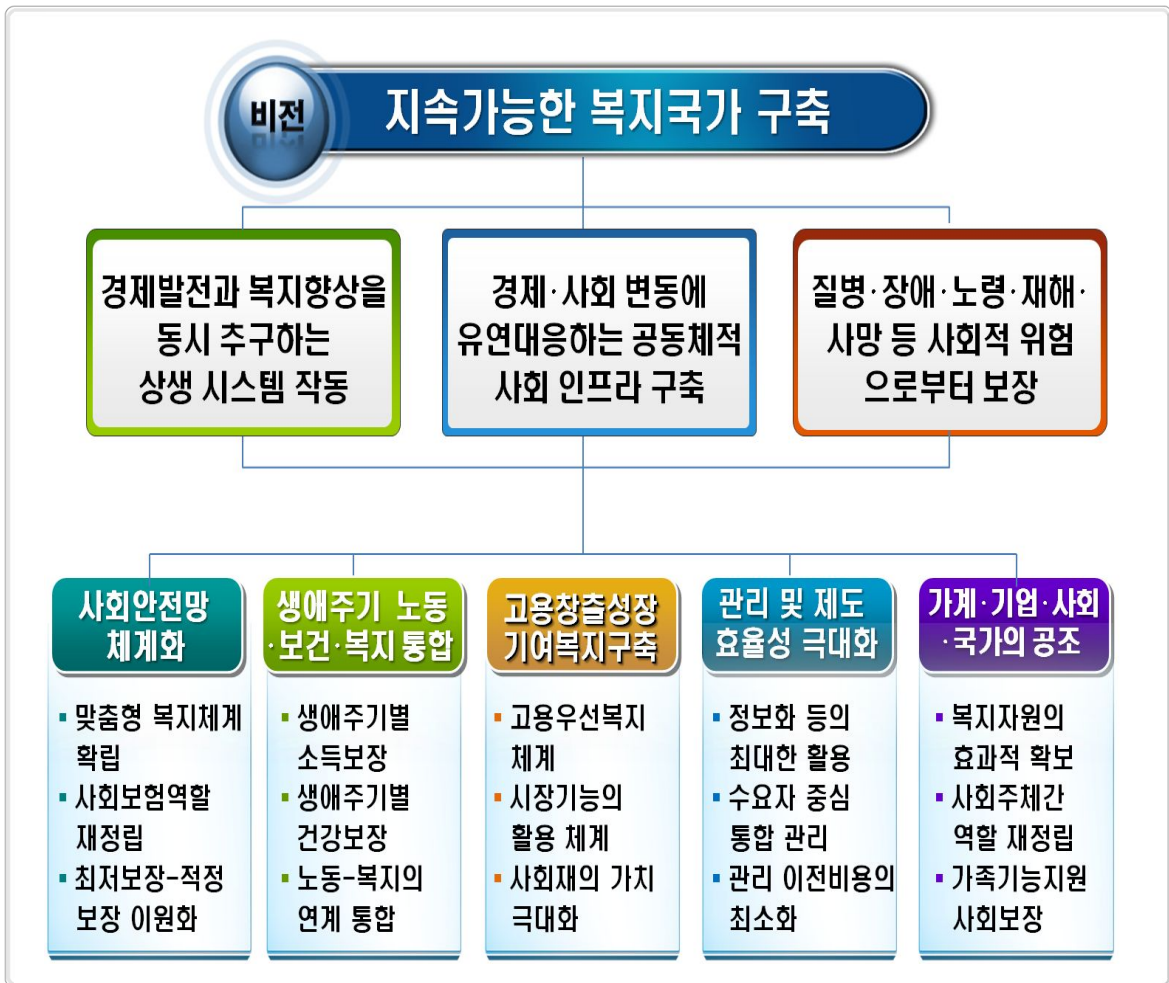 비전
지속가능한 복지국가 구축
경제발전과 복지향상을
동시 추구하는
상생 시스템 작동
경제·사회 변동에
유연대응하는 공동체적
사회 인프라 구축
질병·장애·노령·재해·
사망 등 사회적 위험
으로부터 보장
사회안전망
체계화
▪ 맞춤형 복지체계
확립
▪ 사회보험역할
재정립
▪ 최저보장-적정
보장 이원화
생애주기 노동
·보건·복지 통합
▪ 생애주기별
소득보장
▪ 생애주기별
건강보장
▪ 노동-복지의
연계 통합
고용창출성장
기여복지구축
▪ 고용우선복지
체계
▪ 시장기능의
활용 체계
▪ 사회재의 가치
극대화
관리 및 제도
효율성 극대화
▪ 정보화 등의
최대한 활용
▪ 수요자 중심
통합 관리
▪ 관리 이전비용의
최소화
가계·기업·사회
·국가의 공조
▪ 복지자원의
효과적 확보
▪ 사회주체간
역할 재정립
▪ 가족기능지원
사회보장